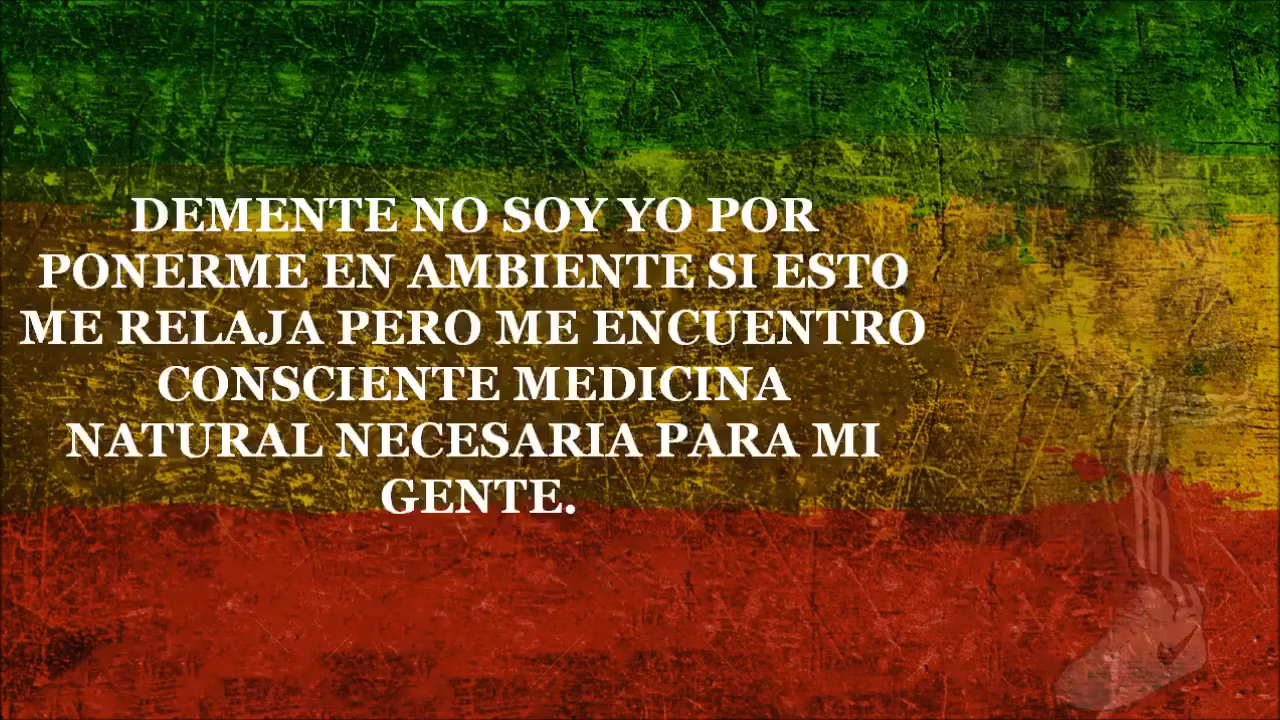 DEMENTE NO SOY YO POR
PONERME EN AMBIENTE SI ESTO
ME RELAJA PERO ME ENCUENTRO
CONSCIENTE MEDICINA
NATURAL NECESARIA PARA MI
GENTE.